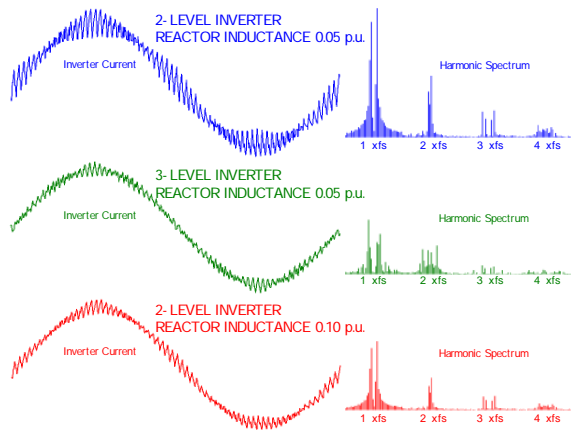 2- LEVEL INVERTER
REACTOR INDUCTANCE 0.05 p.u.
Inverter Current
Harmonic Spectrum
1 xfs 2 xfs 3 xfs 4 xfs
3- LEVEL INVERTER
REACTOR INDUCTANCE 0.05 p.u.
Inverter Current
Harmonic Spectrum
1 xfs 2 xfs 3 xfs 4 xfs
2- LEVEL INVERTER
REACTOR INDUCTANCE 0.10 p.u.
Inverter Current
Harmonic Spectrum
1 xfs 2 xfs 3 xfs 4 xfs